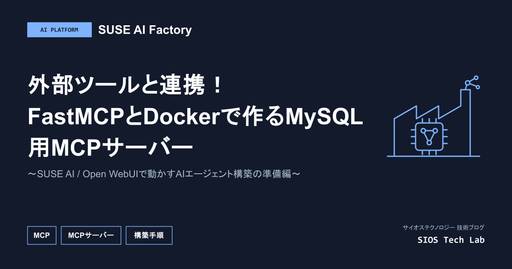 AI PLATFORM
SUSE AI Factory
外部ツールと連携！
FastMCPとDockerで作るMySQL
用MCPサーバー
〜SUSE AI / Open WebUIで動かすAIエージェント構築の準備編〜
MCP
MCPサーバー
構築手順
サイオステクノロジー 技術ブログ
SIOS Tech Lab